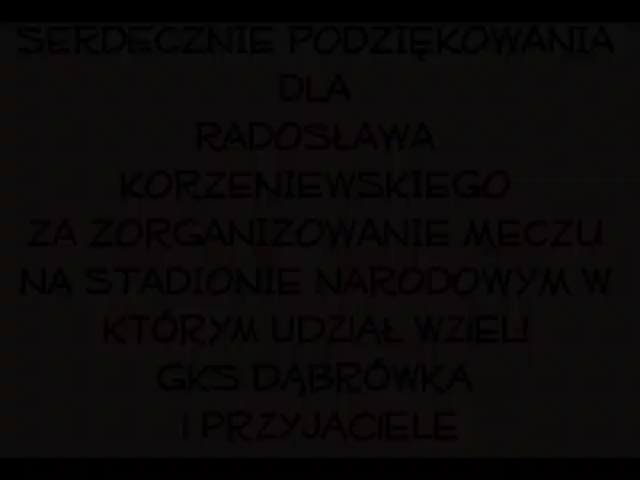 SERDECZNIE PODZIĘKOWANIA
DLA
RADOSŁAWA
KORZENIEWSKIEGO
ZA ZORGANIZOWANIE MECZU
NA STADIONIE NARODOWYM W
KTÓRYM UDZIAŁ WZIELI
GKS DĄBRÓWKA
I PRZYJACIELE